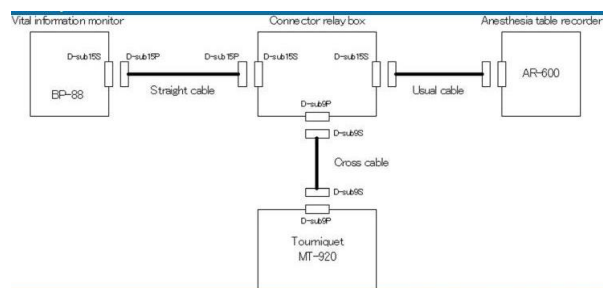 Vital information monitor
Connector relay box
Anesthesia table recorder
D-sub15S
D-sub15P
D-sub15P
D-sub15S
D-sub15S
BP-88
Straight cable
Usual cable
AR-600
D-sub9P
D-sub9S
Cross cable
D-sub9S
D-sub9P
Tourniquet
MT-920